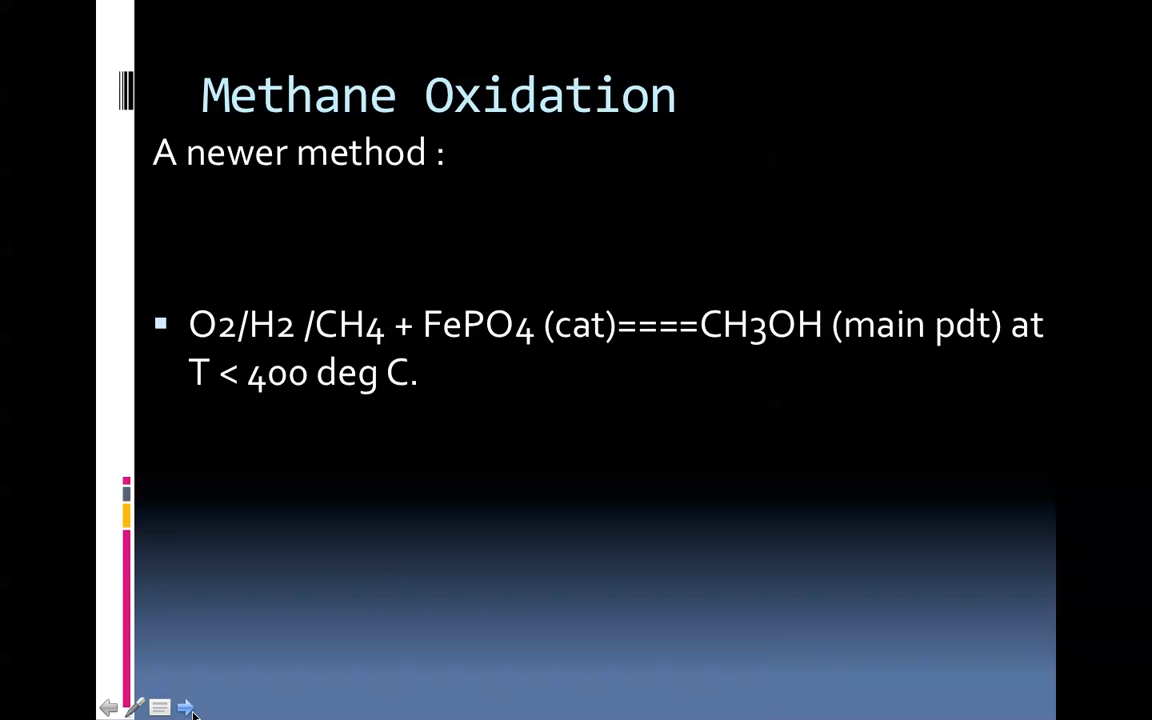 Methane Oxidation
A newer method :
O2/H2 /CH4 + FePO4 (cat)====CH3OH (main pdt) at
T < 400 deg C.